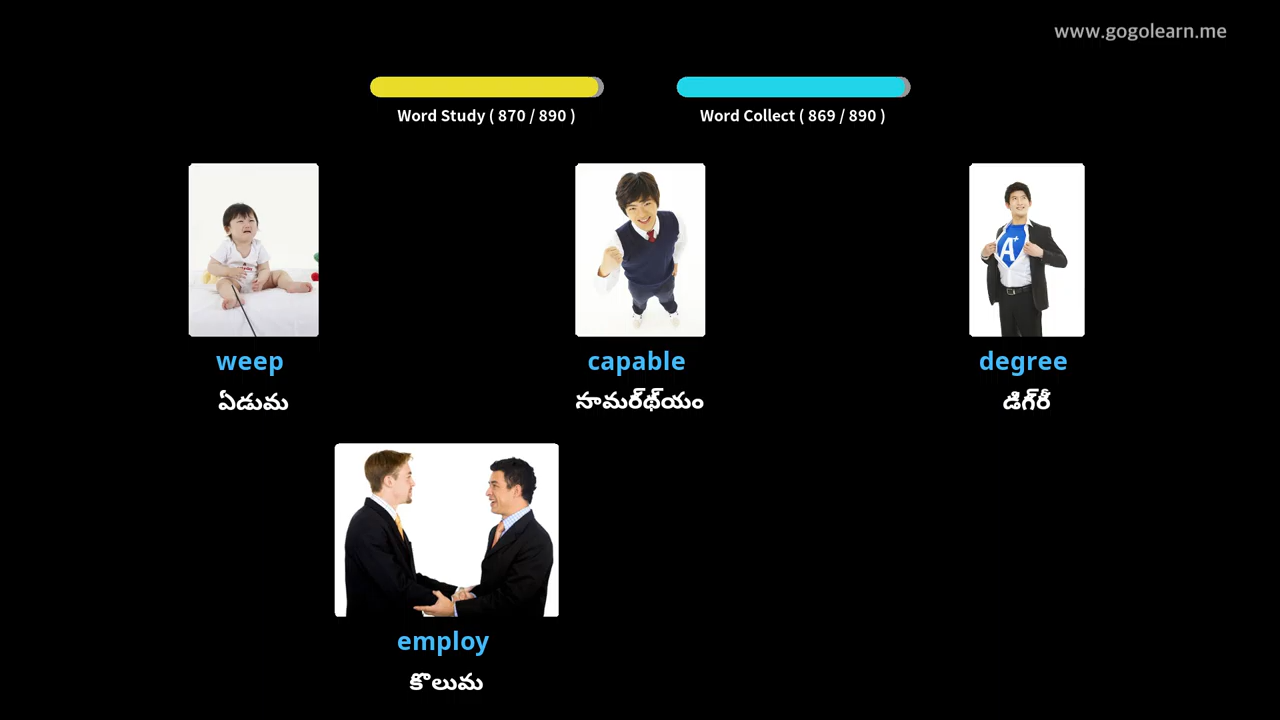 www.gogolearn.me
Word Study ( 870 / 890 )
Word Collect ( 869 / 890 )
A+
weep
capable
degree
ఏడుమ
సామర్థ్యం
డిగ్రీ
employ
కొలుమ